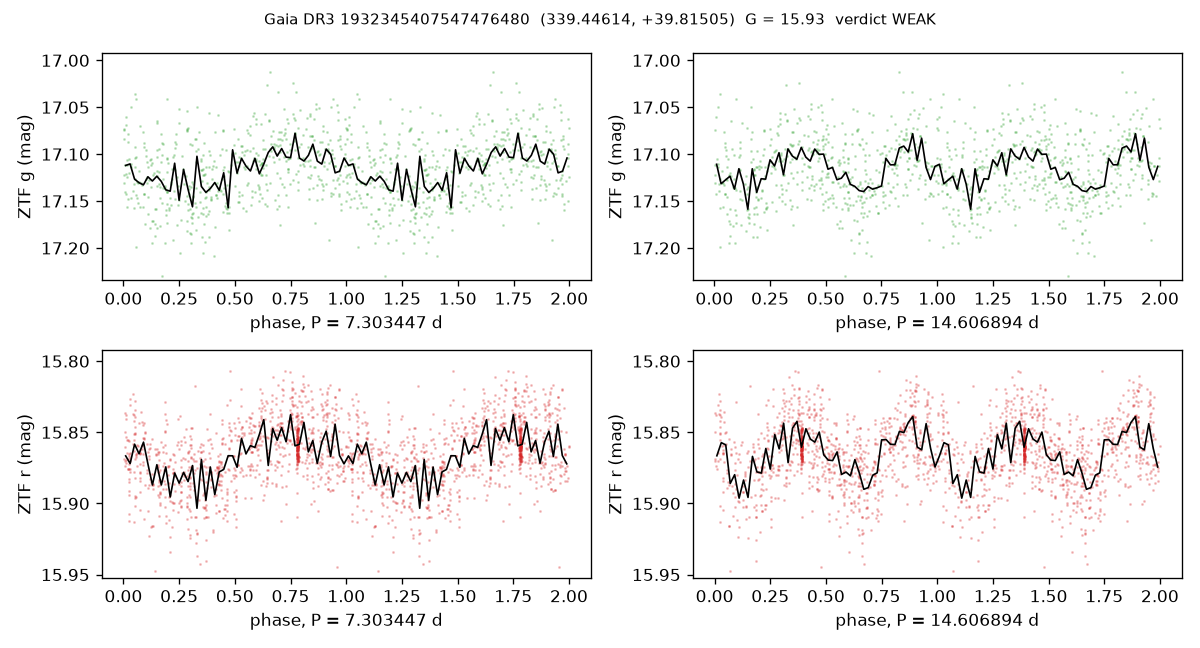 Gaia DR3 1932345407547476480  (339.44614, +39.81505)  G = 15.93  verdict WEAK
ZTF g (mag)
17.00
17.05
17.10
17.15
17.20
0.00 0.25 0.50 0.75 1.00 1.25 1.50 1.75 2.00
phase, P = 7.303447 d
ZTF g (mag)
17.00
17.05
17.10
17.15
17.20
0.00 0.25 0.50 0.75 1.00 1.25 1.50 1.75 2.00
phase, P = 14.606894 d
ZTF r (mag)
15.80
15.85
15.90
15.95
0.00 0.25 0.50 0.75 1.00 1.25 1.50 1.75 2.00
phase, P = 7.303447 d
ZTF r (mag)
15.80
15.85
15.90
15.95
0.00 0.25 0.50 0.75 1.00 1.25 1.50 1.75 2.00
phase, P = 14.606894 d